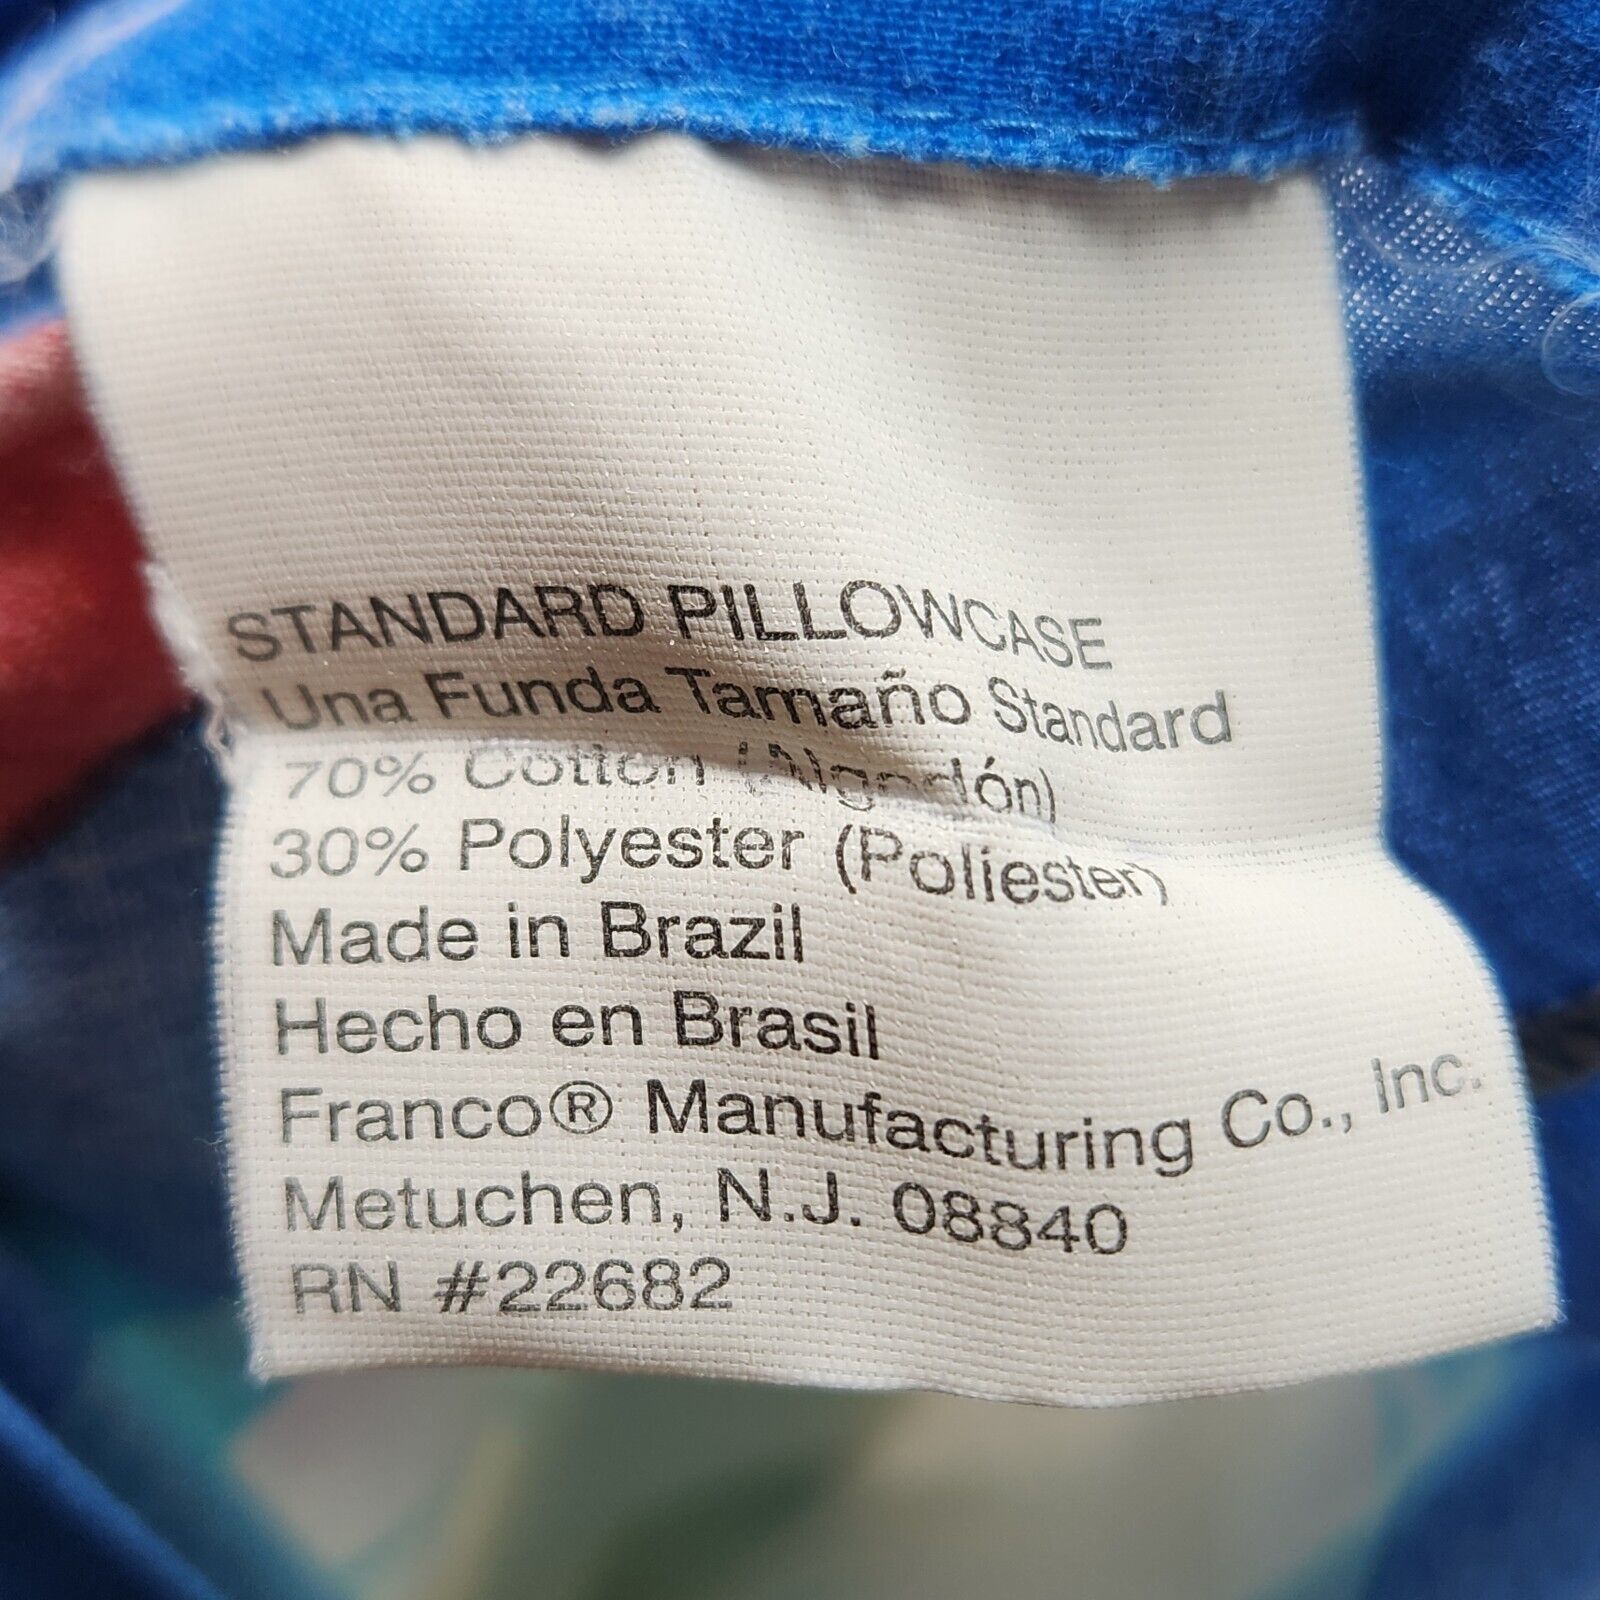 STANDARD PILLOWCASE
Una Funda Tamaño Standard
70% Cotton (Algodón)
30% Polyester (Poliester)
Made in Brazil
Hecho en Brasil
Franco® Manufacturing Co., Inc.
Metuchen, N.J. 08840
RN #22682